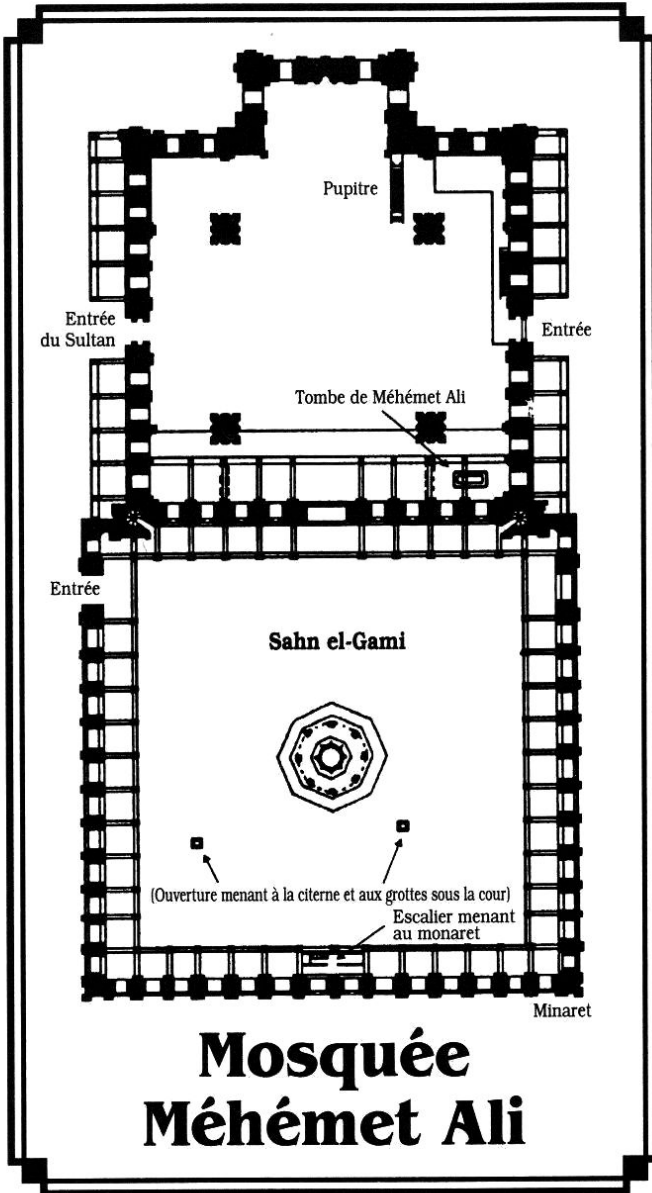 Pupitre
Entrée
du Sultan
Entrée
Tombe de Méhémet Ali
Entrée
Sahn el-Gami
(Ouverture menant à la citerne et aux grottes sous la cour)
Escalier menant
au monaret
Minaret
Mosquée
Méhémet Ali